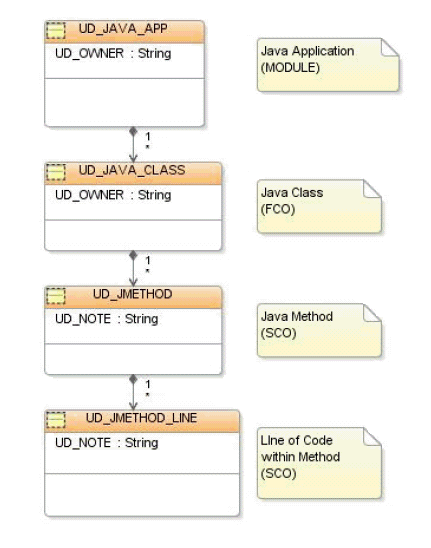 UD_JAVA_APP
UD_OWNER : String
Java Application
(MODULE)
1
*
UD_JAVA_CLASS
UD_OWNER : String
Java Class
(FCO)
1
*
UD_JMETHOD
UD_NOTE : String
Java Method
(SCO)
1
*
UD_JMETHOD_LINE
UD_NOTE : String
LIne of Code
within Method
(SCO)